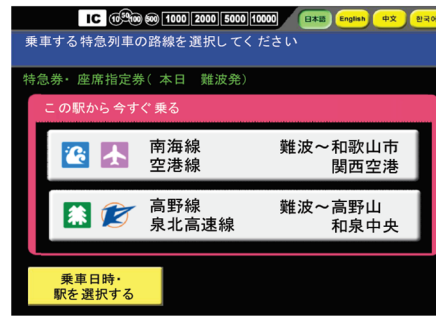 IC 10 50 100 500 1000 2000 5000 10000 日本語 English 中文 한국어
乗車する特急列車の路線を選択してください
特急券・座席指定券(本日 難波発)
この駅から今すぐ乗る
南海線 難波～和歌山市
空港線 関西空港
高野線 難波～高野山
泉北高速線 和泉中央
乗車日時・
駅を選択する